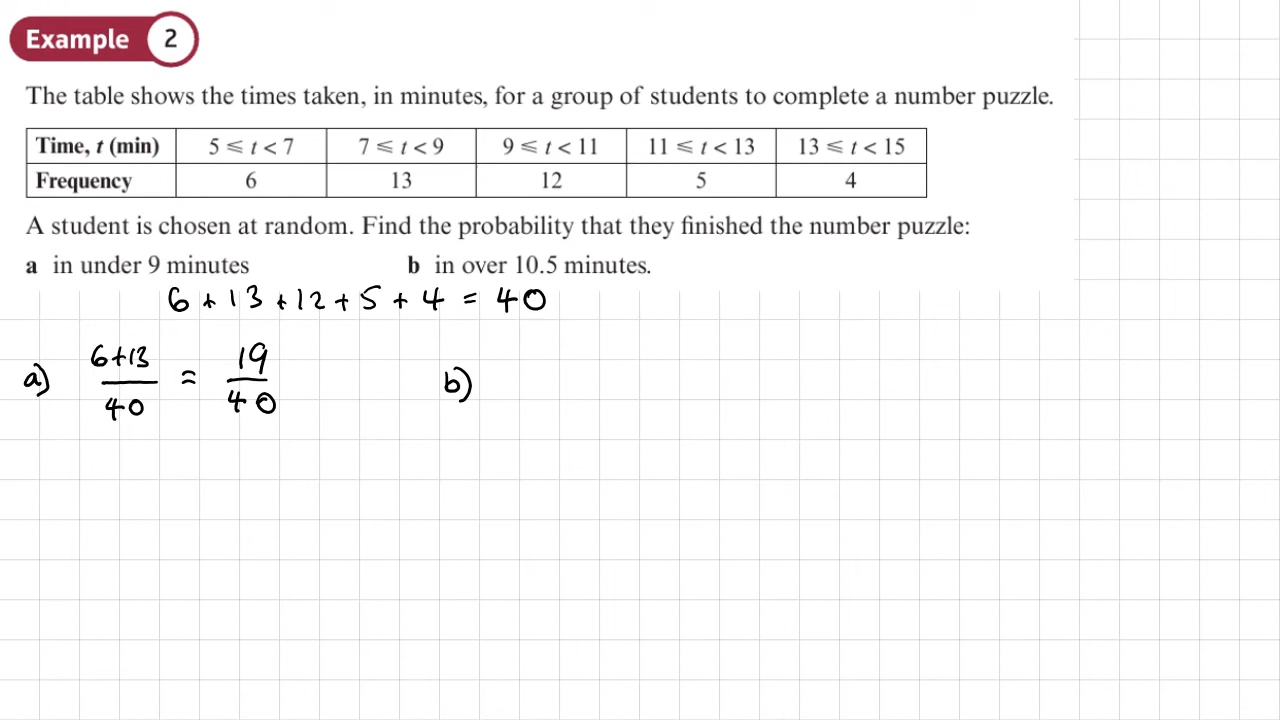 Example 2
The table shows the times taken, in minutes, for a group of students to complete a number puzzle.
Time, t (min) 5 ⩽ t < 7 7 ⩽ t < 9 9 ⩽ t < 11 11 ⩽ t < 13 13 ⩽ t < 15
Frequency 6 13 12 5 4
A student is chosen at random. Find the probability that they finished the number puzzle:
a in under 9 minutes b in over 10.5 minutes.
6 + 13 + 12 + 5 + 4 = 40
a) 6+13/40 = 19/40 b)